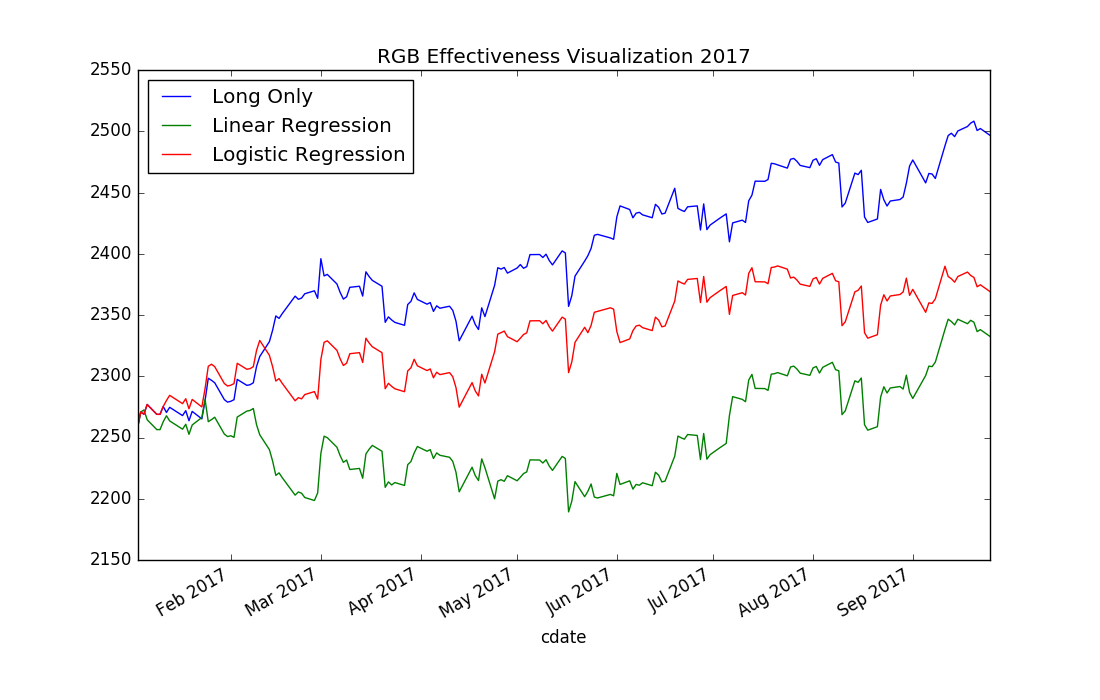 RGB Effectiveness Visualization 2017
2550
2500
2450
2400
2350
2300
2250
2200
2150
Long Only
Linear Regression
Logistic Regression
Feb 2017
Mar 2017
Apr 2017
May 2017
Jun 2017
Jul 2017
Aug 2017
Sep 2017
cdate